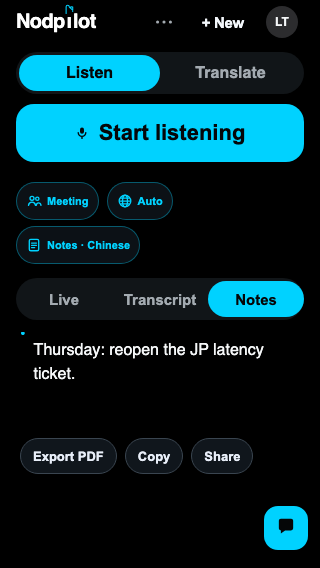 Nodpilot
+ New
LT
Listen
Translate
Start listening
Meeting
Auto
Notes · Chinese
Live
Transcript
Notes
Thursday: reopen the JP latency
ticket.
Export PDF
Copy
Share